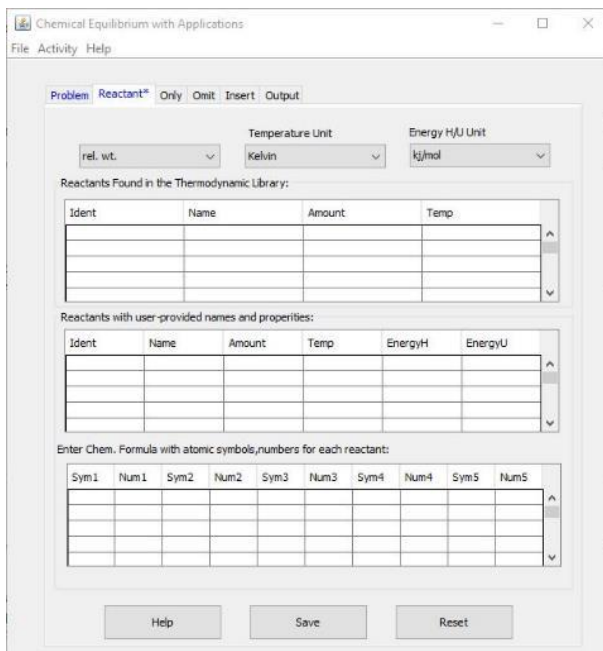 Chemical Equilibrium with Applications
File Activity Help
Problem Reactant* Only Omit Insert Output
Temperature Unit Energy H/U Unit
rel. wt. Kelvin kj/mol
Reactants Found in the Thermodynamic Library:
Ident Name Amount Temp
Reactants with user-provided names and properities:
Ident Name Amount Temp EnergyH EnergyU
Enter Chem. Formula with atomic symbols,numbers for each reactant:
Sym1 Num1 Sym2 Num2 Sym3 Num3 Sym4 Num4 Sym5 Num5
Help Save Reset